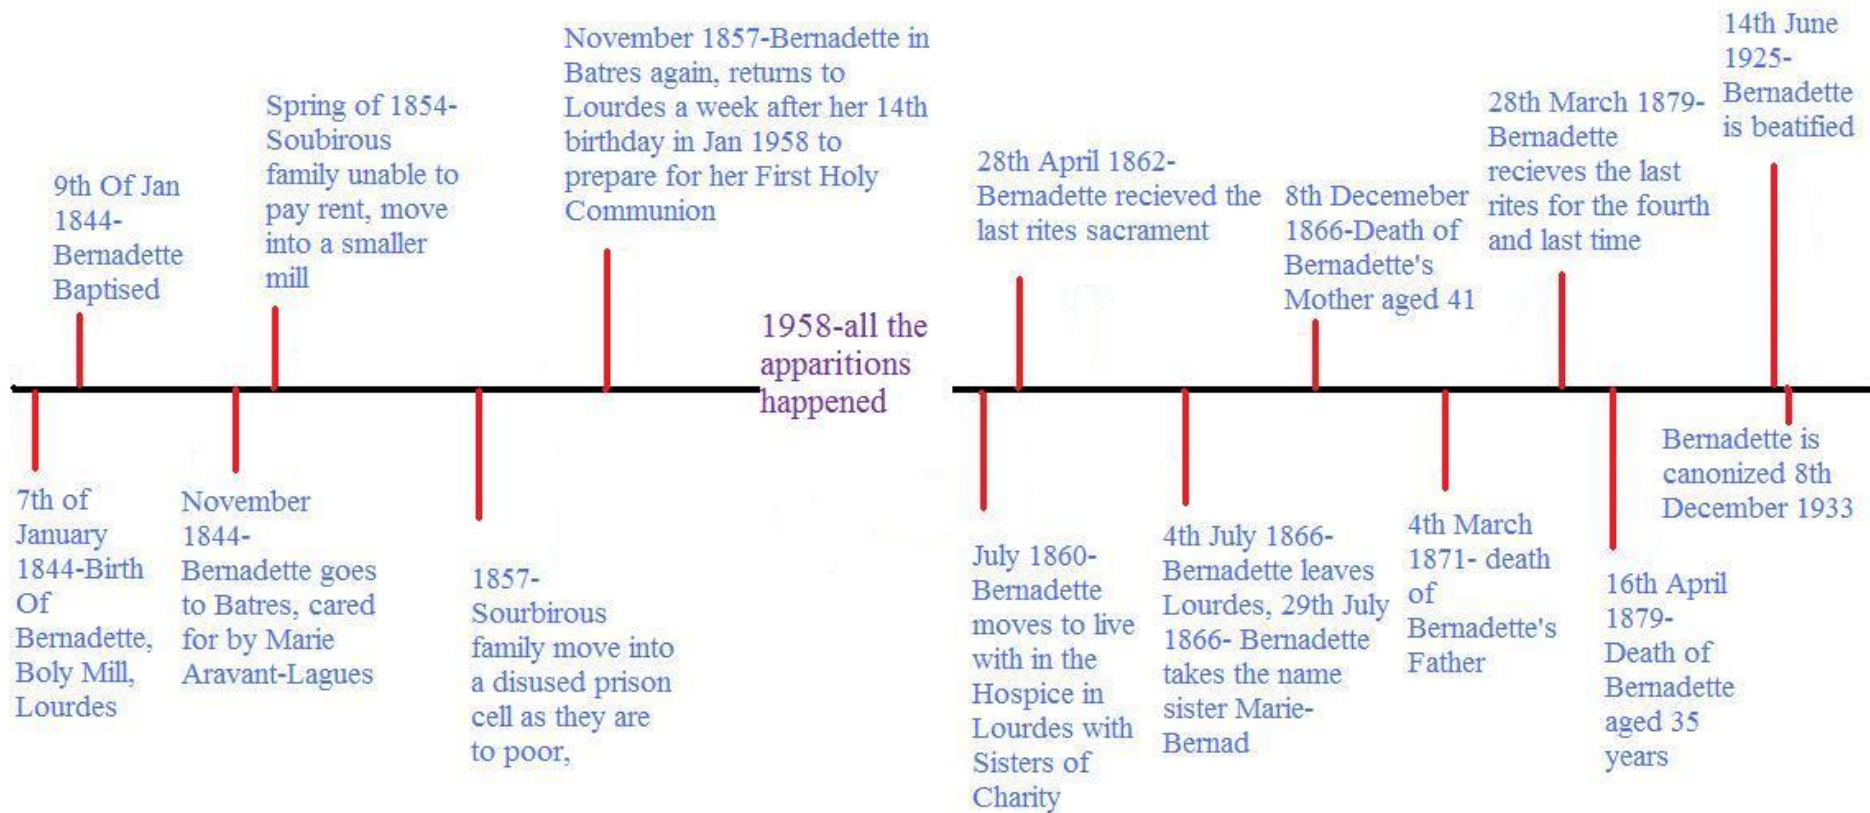 7th of
January
1844-Birth
Of
Bernadette,
Boly Mill,
Lourdes
9th Of Jan
1844-
Bernadette
Baptised
November
1844-
Bernadette goes
to Batres, cared
for by Marie
Aravant-Lagues
Spring of 1854-
Soubirous
family unable to
pay rent, move
into a smaller
mill
1857-
Sourbirous
family move into
a disused prison
cell as they are
to poor,
November 1857-Bernadette in
Batres again, returns to
Lourdes a week after her 14th
birthday in Jan 1958 to
prepare for her First Holy
Communion
1958-all the
apparitions
happened
July 1860-
Bernadette
moves to live
with in the
Hospice in
Lourdes with
Sisters of
Charity
28th April 1862-
Bernadette recieved the
last rites sacrament
4th July 1866-
Bernadette leaves
Lourdes, 29th July
1866- Bernadette
takes the name
sister Marie-
Bernad
8th Decemeber
1866-Death of
Bernadette's
Mother aged 41
4th March
1871- death
of
Bernadette's
Father
28th March 1879-
Bernadette
recieves the last
rites for the fourth
and last time
16th April
1879-
Death of
Bernadette
aged 35
years
14th June
1925-
Bernadette
is beatified
Bernadette is
canonized 8th
December 1933